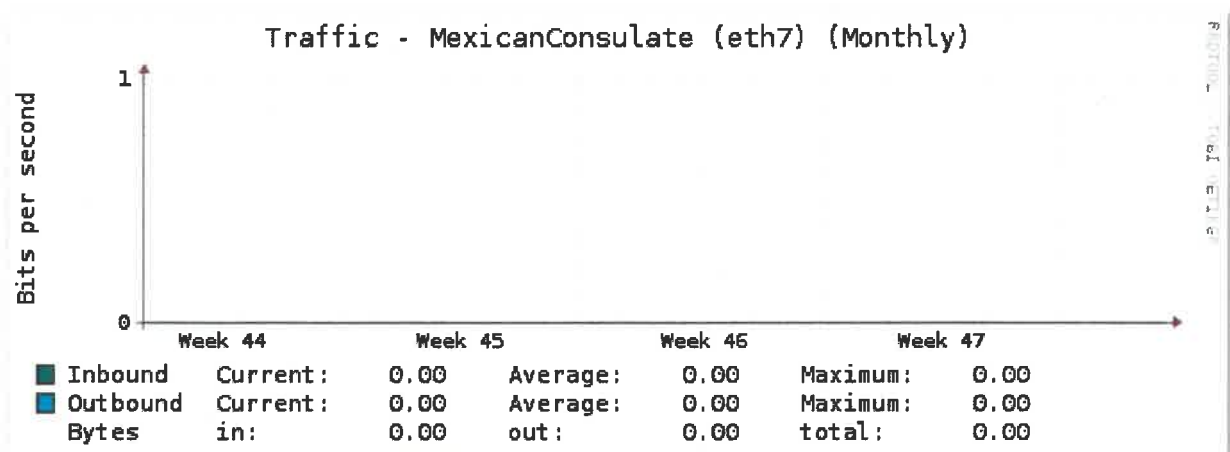 Traffic - MexicanConsulate (eth7) (Monthly)
Bits per second
1
0
Week 44 Week 45 Week 46 Week 47
Inbound Current: 0.00 Average: 0.00 Maximum: 0.00
Outbound Current: 0.00 Average: 0.00 Maximum: 0.00
Bytes in: 0.00 out: 0.00 total: 0.00